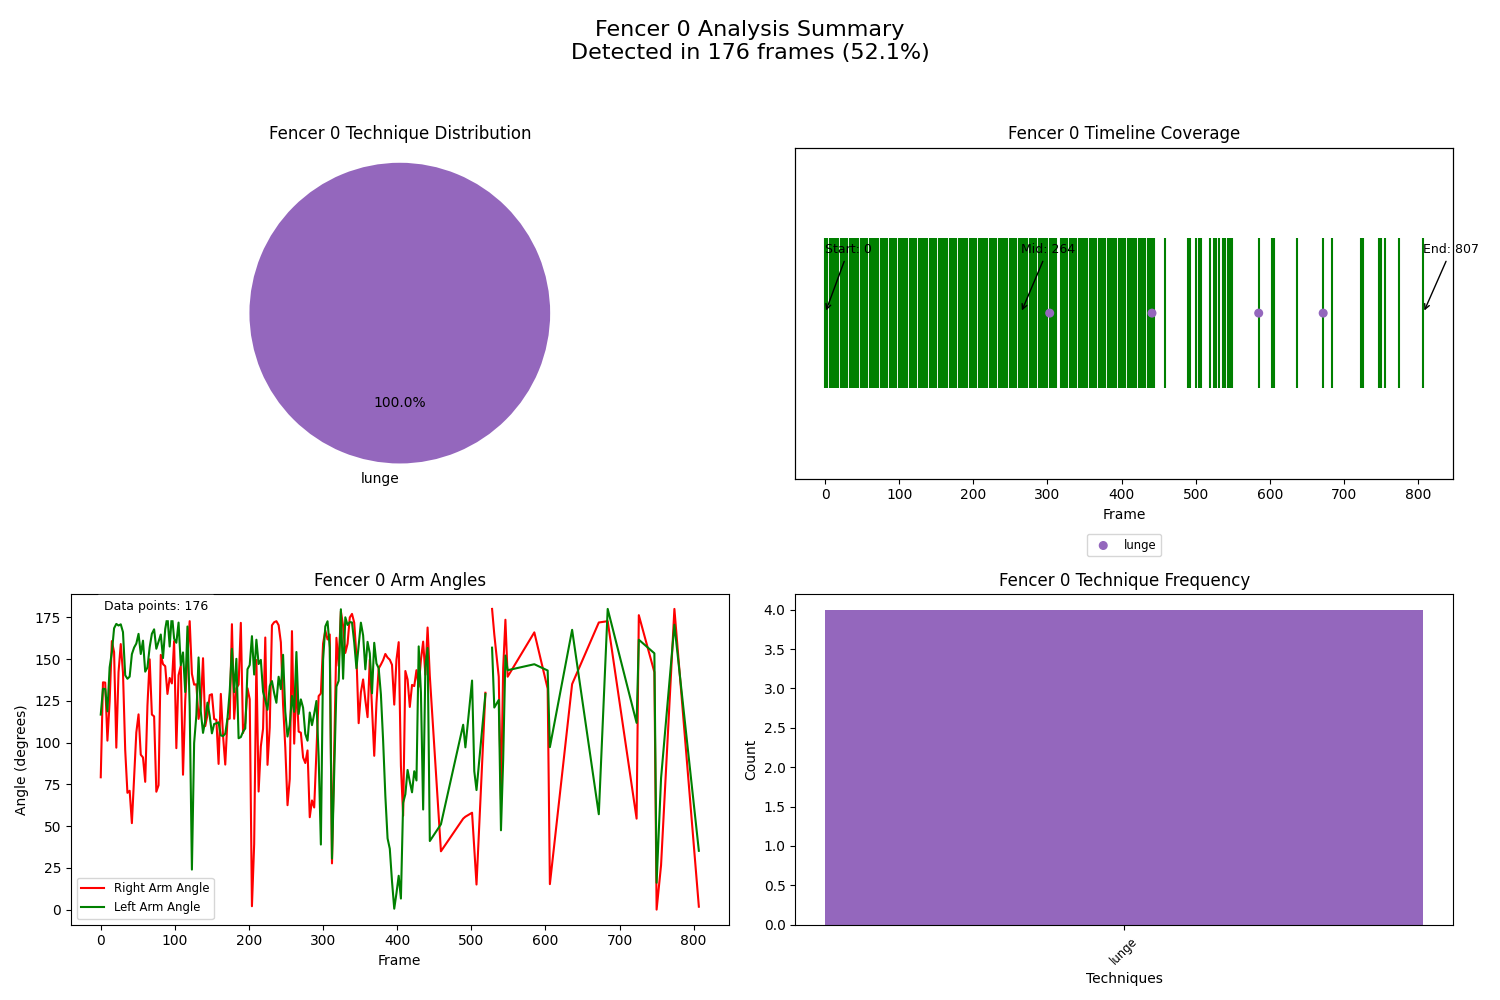 Fencer 0 Analysis Summary
Detected in 176 frames (52.1%)
Fencer 0 Technique Distribution
100.0%
lunge
Fencer 0 Timeline Coverage
Start: 0
Mid: 264
End: 807
0 100 200 300 400 500 600 700 800
Frame
lunge
Fencer 0 Arm Angles
Data points: 176
Angle (degrees)
175
150
125
100
75
50
25
0
Right Arm Angle
Left Arm Angle
0 100 200 300 400 500 600 700 800
Frame
Fencer 0 Technique Frequency
Count
4.0
3.5
3.0
2.5
2.0
1.5
1.0
0.5
0.0
lunge
Techniques